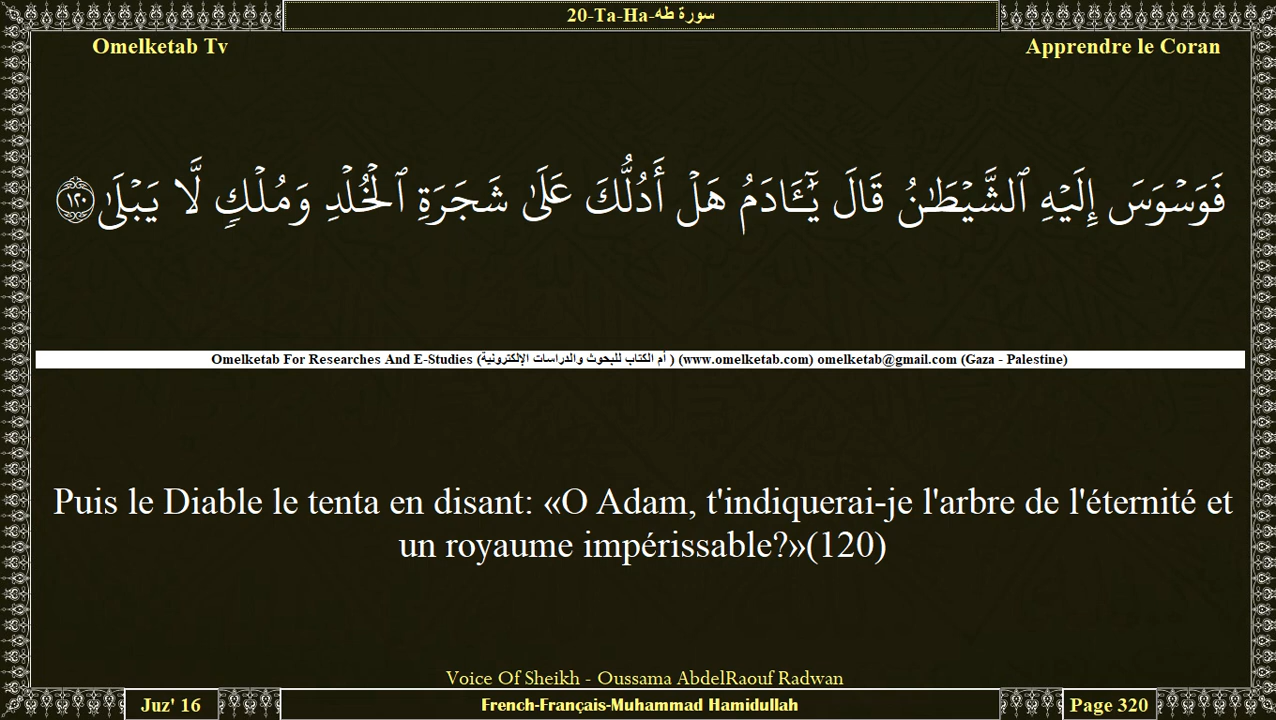 20-Ta-Ha-سورة طه
Omelketab Tv
Apprendre le Coran
فَوَسْوَسَ إِلَيْهِ ٱلشَّيْطَٰنُ قَالَ يَٰٓـَٔادَمُ هَلْ أَدُلُّكَ عَلَىٰ شَجَرَةِ ٱلْخُلْدِ وَمُلْكٍ لَّا يَبْلَىٰ ١٢٠
Omelketab For Researches And E-Studies (أم الكتاب للبحوث والدراسات الإلكترونية ) (www.omelketab.com) omelketab@gmail.com (Gaza - Palestine)
Puis le Diable le tenta en disant: «O Adam, t'indiquerai-je l'arbre de l'éternité et
un royaume impérissable?»(120)
Voice Of Sheikh - Oussama AbdelRaouf Radwan
Juz' 16
French-Français-Muhammad Hamidullah
Page 320